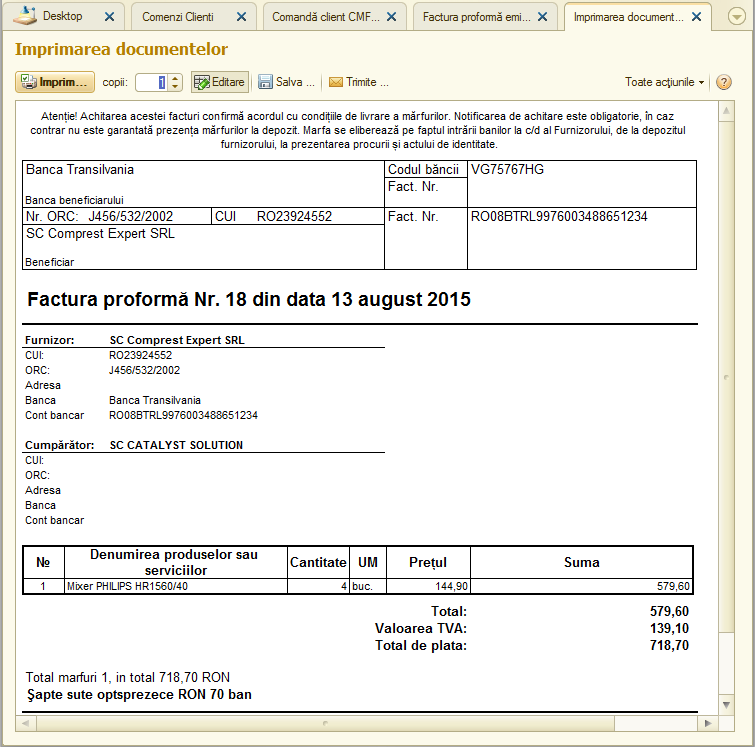 Desktop
Comenzi Clienti
Comandă client CMF...
Factura proformă emi...
Imprimarea document...
Imprimarea documentelor
Imprim...
copii:
1
Editare
Salva ...
Trimite ...
Toate acțiunile
?
Atenție! Achitarea acestei facturi confirmă acordul cu condițiile de livrare a mărfurilor. Notificarea de achitare este obligatorie, în caz
contrar nu este garantată prezența mărfurilor la depozit. Marfa se eliberează pe faptul intrării banilor la c/d al Furnizorului, de la depozitul
furnizorului, la prezentarea procurii și actului de identitate.
Banca Transilvania
Codul băncii VG75767HG
Fact. Nr.
Banca beneficiarului
Nr. ORC: J456/532/2002 CUI RO23924552 Fact. Nr. RO08BTRL9976003488651234
SC Comprest Expert SRL
Beneficiar
Factura proformă Nr. 18 din data 13 august 2015
Furnizor: SC Comprest Expert SRL
CUI: RO23924552
ORC: J456/532/2002
Adresa
Banca Banca Transilvania
Cont bancar RO08BTRL9976003488651234
Cumpărător: SC CATALYST SOLUTION
CUI:
ORC:
Adresa
Banca
Cont bancar
№ Denumirea produselor sau serviciilor Cantitate UM Prețul Suma
1 Mixer PHILIPS HR1560/40 4 buc. 144,90 579,60
Total: 579,60
Valoarea TVA: 139,10
Total de plata: 718,70
Total marfuri 1, in total 718,70 RON
Şapte sute optsprezece RON 70 ban